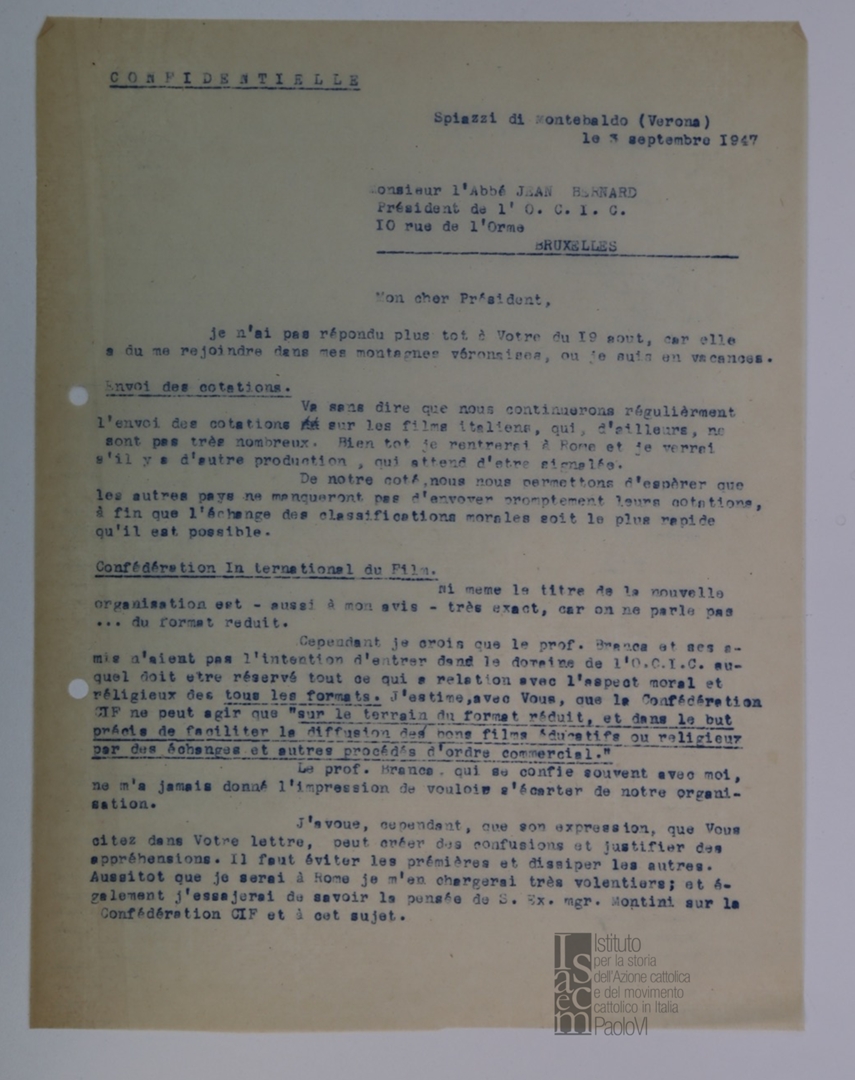 CONFIDENTIELLE
Spiazzi di Montebaldo (Verona)
le 3 septembre 1947
Monsieur l'Abbé JEAN BERNARD
Président de l' O. C. I. C.
IO rue de l'Orme
BRUXELLES
Mon cher Président,
je n'ai pas répondu plus tot à Votre du I9 aout, car elle
a du me rejoindre dans mes montagnes véronaises, ou je suis en vacances.
Envoi des cotations.
Va sans dire que nous continuerons régulièrment
l'envoi des cotations sur les films italiens, qui, d'ailleurs, ne
sont pas très nombreux. Bien tot je rentrerai à Rome et je verrai
s'il y a d'autre production , qui attend d'etre signalée.
De notre coté,nous nous permettons d'espèrer que
les autres pays ne manqueront pas d'envoyer promptement leurs cotations,
à fin que l'échange des classifications morales soit le plus rapide
qu'il est possible.
Confédération In ternational du Film.
ni meme le titre de la nouvelle
organisation est - aussi à mon avis - très exact, car on ne parle pas
... du format reduit.
Cependant je crois que le prof. Branca et ses a-
mis n'aient pas l'intention d'entrer dand le domaine de l'O.C.I.C. au-
quel doit etre réservé tout ce qui a relation avec l'aspect moral et
réligieux des tous les formats. J'estime,avec Vous, que la Confédération
CIF ne peut agir que "sur le terrain du format réduit, et dans le but
précis de faciliter la diffusion des bons films éducatifs ou religieux
par des échanges et autres procédés d'ordre commercial."
Le prof. Branca, qui se confie souvent avec moi,
ne m'a jamais donné l'impression de vouloir s'écarter de notre organi-
sation.
J'avoue, cependant, que son expression, que Vous
citez dans Votre lettre, peut créer des confusions et justifier des
appréhensions. Il faut éviter les prémières et dissiper les autres.
Aussitot que je serai à Rome je m'en chargerai très volentiers; et é-
galement j'essajerai de savoir la pensée de S. Ex. mgr. Montini sur la
Confédération CIF et à cet sujet.
Isacem
Istituto
per la storia
dell'Azione cattolica
e del movimento
cattolico in Italia
PaoloVI